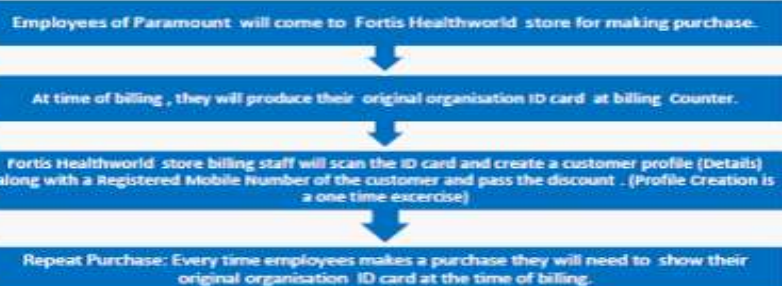 Employees of Paramount will come to Fortis Healthworld store for making purchase.
At time of billing , they will produce their original organisation ID card at billing Counter.
Fortis Healthworld store billing staff will scan the ID card and create a customer profile (Details)
along with a Registered Mobile Number of the customer and pass the discount . (Profile Creation is
a one time excercise)
Repeat Purchase: Every time employees makes a purchase they will need to show their
original organisation ID card at the time of billing.